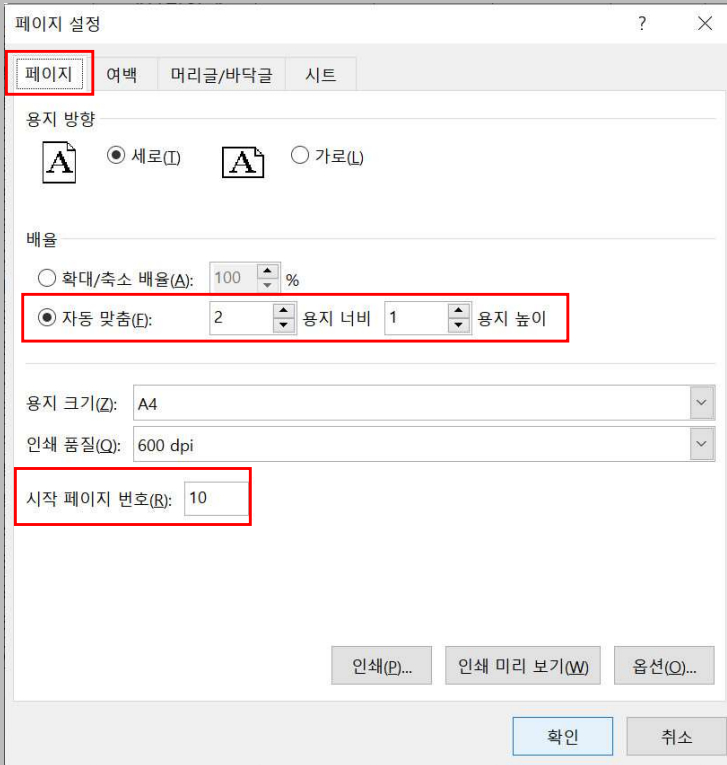 페이지 설정 ? ×
페이지 여백 머리글/바닥글 시트
용지 방향
A 세로(T) A 가로(L)
배율
확대/축소 배율(A): 100 %
자동 맞춤(F): 2 용지 너비 1 용지 높이
용지 크기(Z): A4
인쇄 품질(Q): 600 dpi
시작 페이지 번호(R): 10
인쇄(P)... 인쇄 미리 보기(W) 옵션(O)...
확인 취소